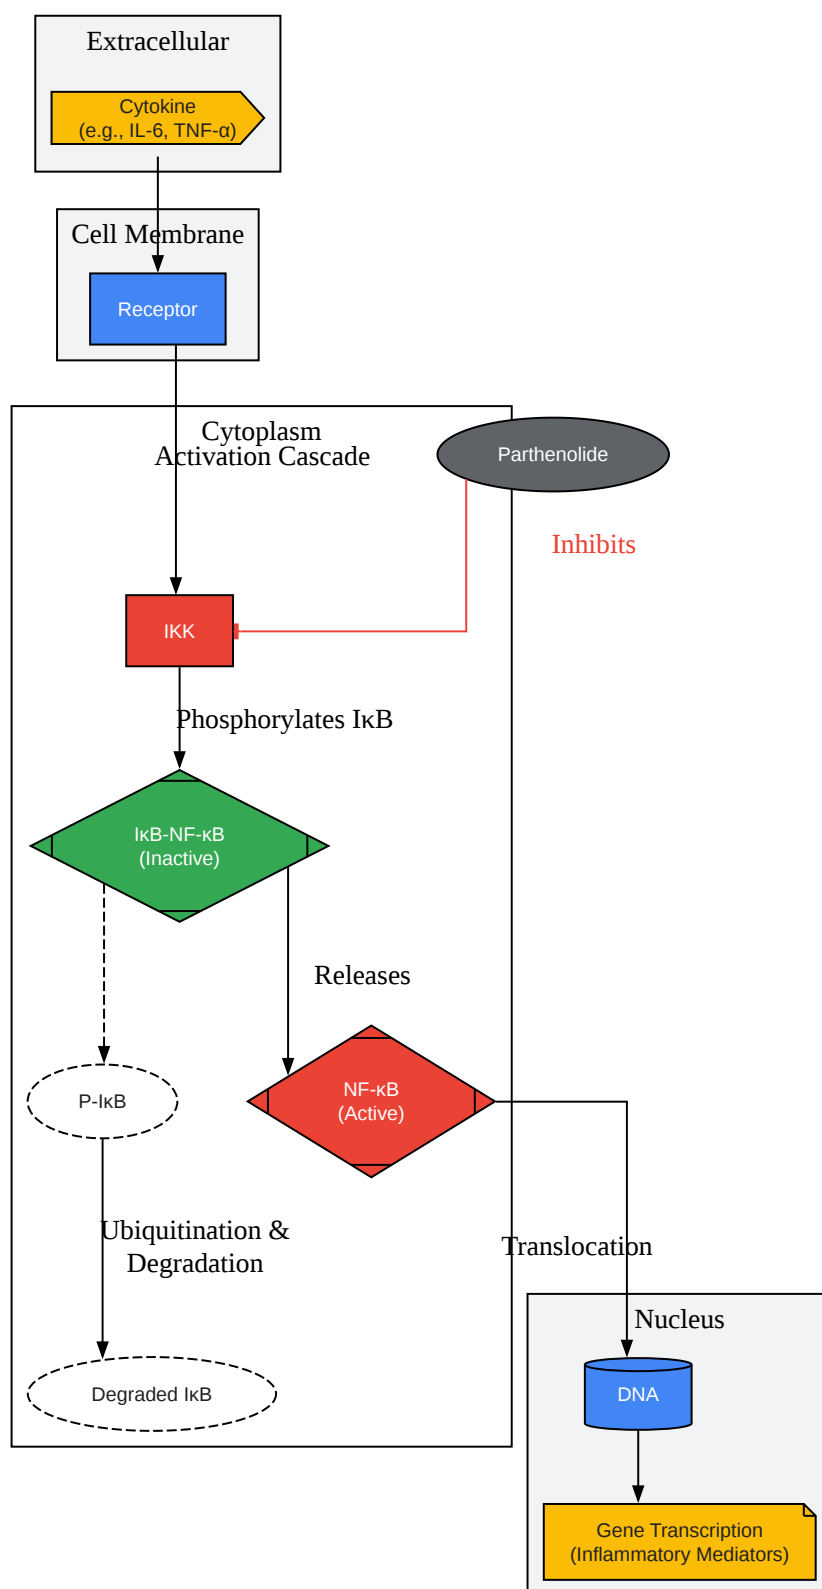 Extracellular
Cytokine
(e.g., IL-6, TNF-α)
Cell Membrane
Receptor
Cytoplasm
Activation Cascade
Parthenolide
Inhibits
IKK
Phosphorylates IκB
IκB-NF-κB
(Inactive)
Releases
P-IκB
NF-κB
(Active)
Ubiquitination &
Degradation
Translocation
Nucleus
Degraded IκB
DNA
Gene Transcription
(Inflammatory Mediators)